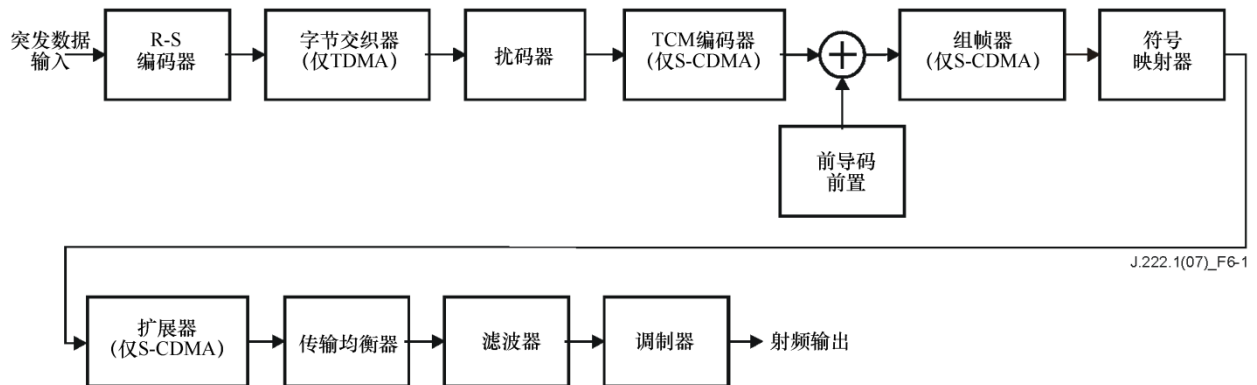 突发数据
输入
R-S
编码器
字节交织器
(仅TDMA)
扰码器
TCM编码器
(仅S-CDMA)
组帧器
(仅S-CDMA)
符号
映射器
前导码
前置
J.222.1(07)_F6-1
扩展器
(仅S-CDMA)
传输均衡器
滤波器
调制器
射频输出